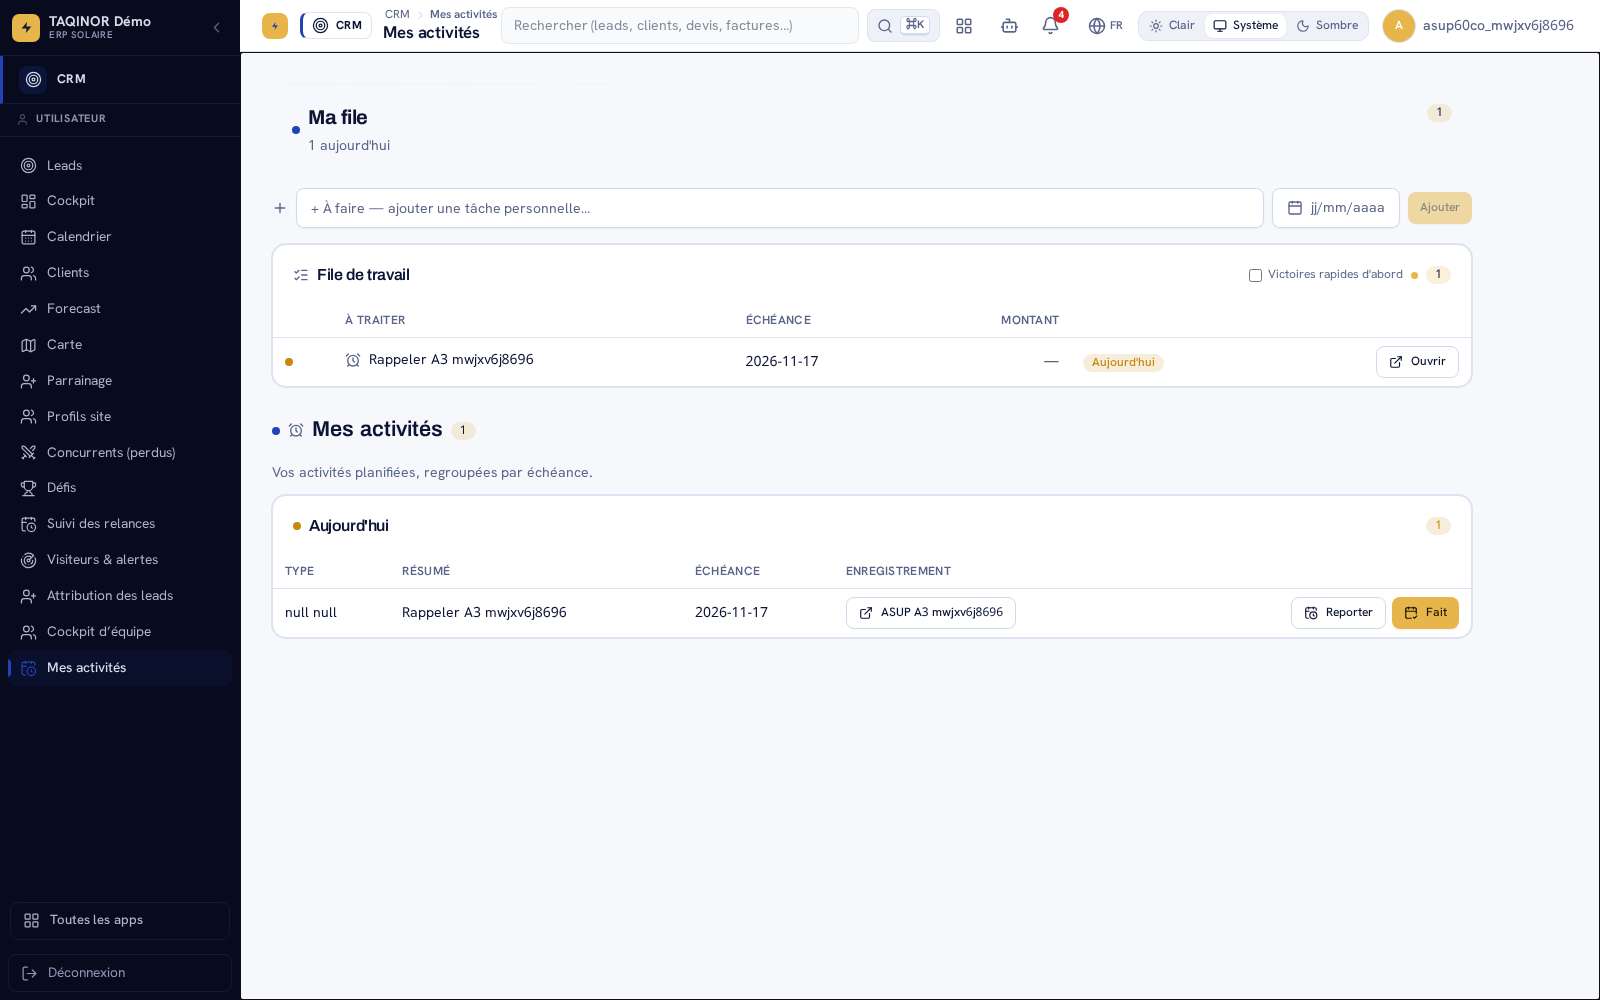 TAQINOR Démo
ERP SOLAIRE
CRM
UTILISATEUR
Leads
Cockpit
Calendrier
Clients
Forecast
Carte
Parrainage
Profils site
Concurrents (perdus)
Défis
Suivi des relances
Visiteurs & alertes
Attribution des leads
Cockpit d’équipe
Mes activités
Toutes les apps
Déconnexion
CRM
CRM Mes activités
Mes activités
Rechercher (leads, clients, devis, factures...)
⌘K
4
FR
Clair
Système
Sombre
A
asup60co_mwjxv6j8696
Ma file
1
1 aujourd'hui
+ À faire — ajouter une tâche personnelle...
jj/mm/aaaa
Ajouter
File de travail
Victoires rapides d'abord
1
À TRAITER ÉCHÉANCE MONTANT
Rappeler A3 mwjxv6j8696 2026-11-17 — Aujourd'hui Ouvrir
Mes activités 1
Vos activités planifiées, regroupées par échéance.
Aujourd'hui 1
TYPE RÉSUMÉ ÉCHÉANCE ENREGISTREMENT
null null Rappeler A3 mwjxv6j8696 2026-11-17 ASUP A3 mwjxv6j8696 Reporter Fait